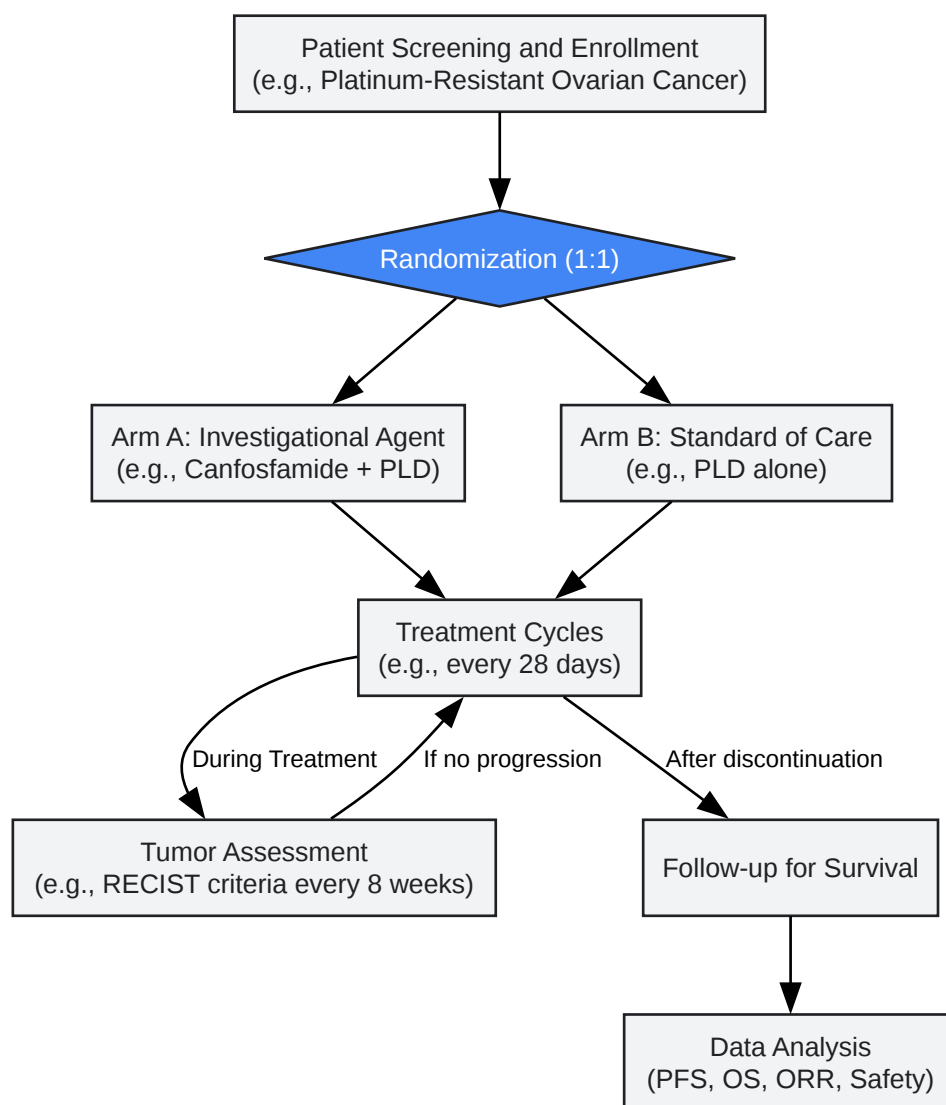 Patient Screening and Enrollment
(e.g., Platinum-Resistant Ovarian Cancer)
Randomization (1:1)
Arm A: Investigational Agent
(e.g., Canfosfamide + PLD)
Arm B: Standard of Care
(e.g., PLD alone)
Treatment Cycles
(e.g., every 28 days)
During Treatment
If no progression
After discontinuation
Tumor Assessment
(e.g., RECIST criteria every 8 weeks)
Follow-up for Survival
Data Analysis
(PFS, OS, ORR, Safety)